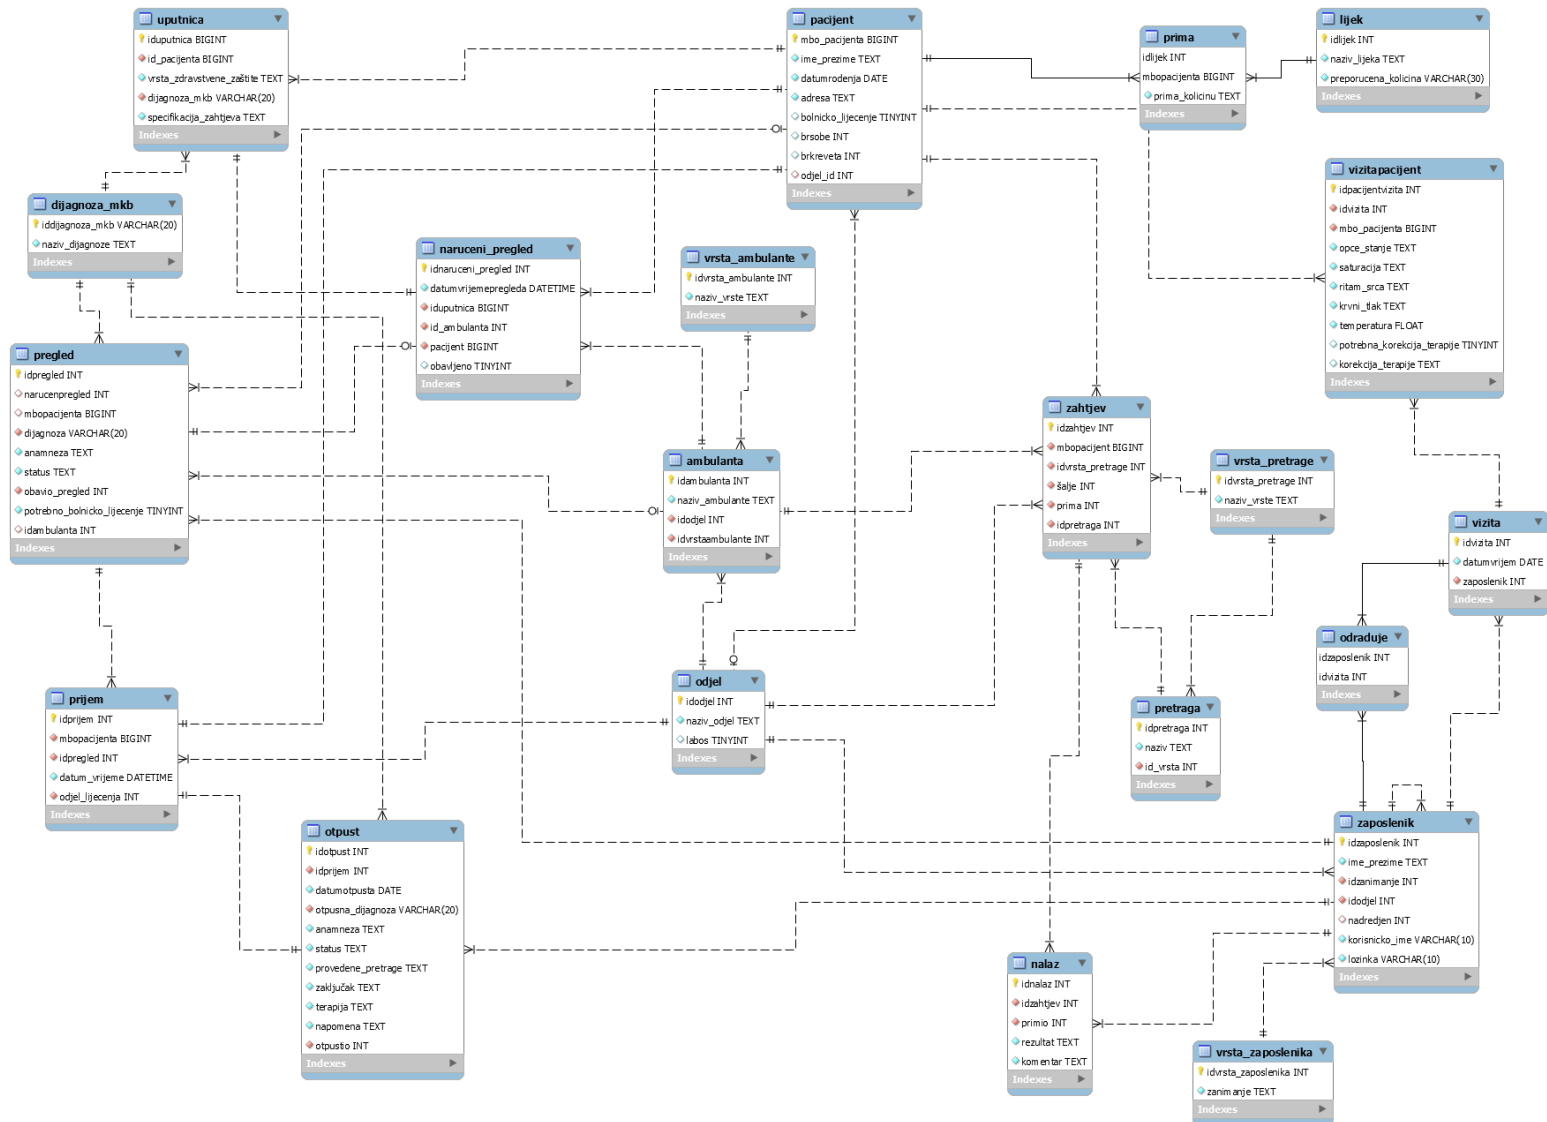 uputnica
iduputnica BIGINT
id_pacijenta BIGINT
vrsta_zdravstvene_zaštite TEXT
dijagnoza_mkb VARCHAR(20)
specifikacija_zahtjeva TEXT
Indexes
pacijent
mbo_pacijenta BIGINT
ime_prezime TEXT
datumrodenja DATE
adresa TEXT
bolnicko_lijecenje TINYINT
brsobe INT
brkreveta INT
odjel_id INT
Indexes
prima
idlijek INT
mbopacijenta BIGINT
prima_kolicinu TEXT
Indexes
lijek
idlijek INT
naziv_lijeka TEXT
preporucena_kolicina VARCHAR(30)
Indexes
dijagnoza_mkb
iddijagnoza_mkb VARCHAR(20)
naziv_dijagnoze TEXT
Indexes
naruceni_pregled
idnaruceni_pregled INT
datumvrijemepregleda DATETIME
iduputnica BIGINT
id_ambulanta INT
pacijent BIGINT
obavljeno TINYINT
Indexes
vrsta_ambulante
idvrsta_ambulante INT
naziv_vrste TEXT
Indexes
vizitapacijent
idpacijentvizita INT
idvizita INT
mbo_pacijenta BIGINT
opce_stanje TEXT
saturacija TEXT
ritam_srca TEXT
krvni_tlak TEXT
temperatura FLOAT
potrebna_korekcija_terapije TINYINT
korekcija_terapije TEXT
Indexes
pregled
idpregled INT
narucenpregled INT
mbopacijenta BIGINT
dijagnoza VARCHAR(20)
anamneza TEXT
status TEXT
obavio_pregled INT
potrebno_bolnicko_lijecenje TINYINT
idambulanta INT
Indexes
ambulanta
idambulanta INT
naziv_ambulante TEXT
idodjel INT
idvrstaambulante INT
Indexes
zahtjev
idzahtjev INT
mbopacijent BIGINT
idvrsta_pretrage INT
šalje INT
prima INT
idpretraga INT
Indexes
vrsta_pretrage
idvrsta_pretrage INT
naziv_vrste TEXT
Indexes
vizita
idvizita INT
datumvrijem DATE
zaposlenik INT
Indexes
odraduje
idzaposlenik INT
idvizita INT
Indexes
prijem
idprijem INT
mbopacijenta BIGINT
idpregled INT
datum_vrijeme DATETIME
odjel_lijecenja INT
Indexes
odjel
idodjel INT
naziv_odjel TEXT
labos TINYINT
Indexes
pretraga
idpretraga INT
naziv TEXT
id_vrsta INT
Indexes
otpust
idotpust INT
idprijem INT
datumotpusta DATE
otpusna_dijagnoza VARCHAR(20)
anamneza TEXT
status TEXT
provedene_pretrage TEXT
zaključak TEXT
terapija TEXT
napomena TEXT
otpustio INT
Indexes
zaposlenik
idzaposlenik INT
ime_prezime TEXT
idzanimanje INT
idodjel INT
nadredjen INT
korisnicko_ime VARCHAR(10)
lozinka VARCHAR(10)
Indexes
nalaz
idnalaz INT
idzahtjev INT
primio INT
rezultat TEXT
komentar TEXT
Indexes
vrsta_zaposlenika
idvrsta_zaposlenika INT
zanimanje TEXT
Indexes